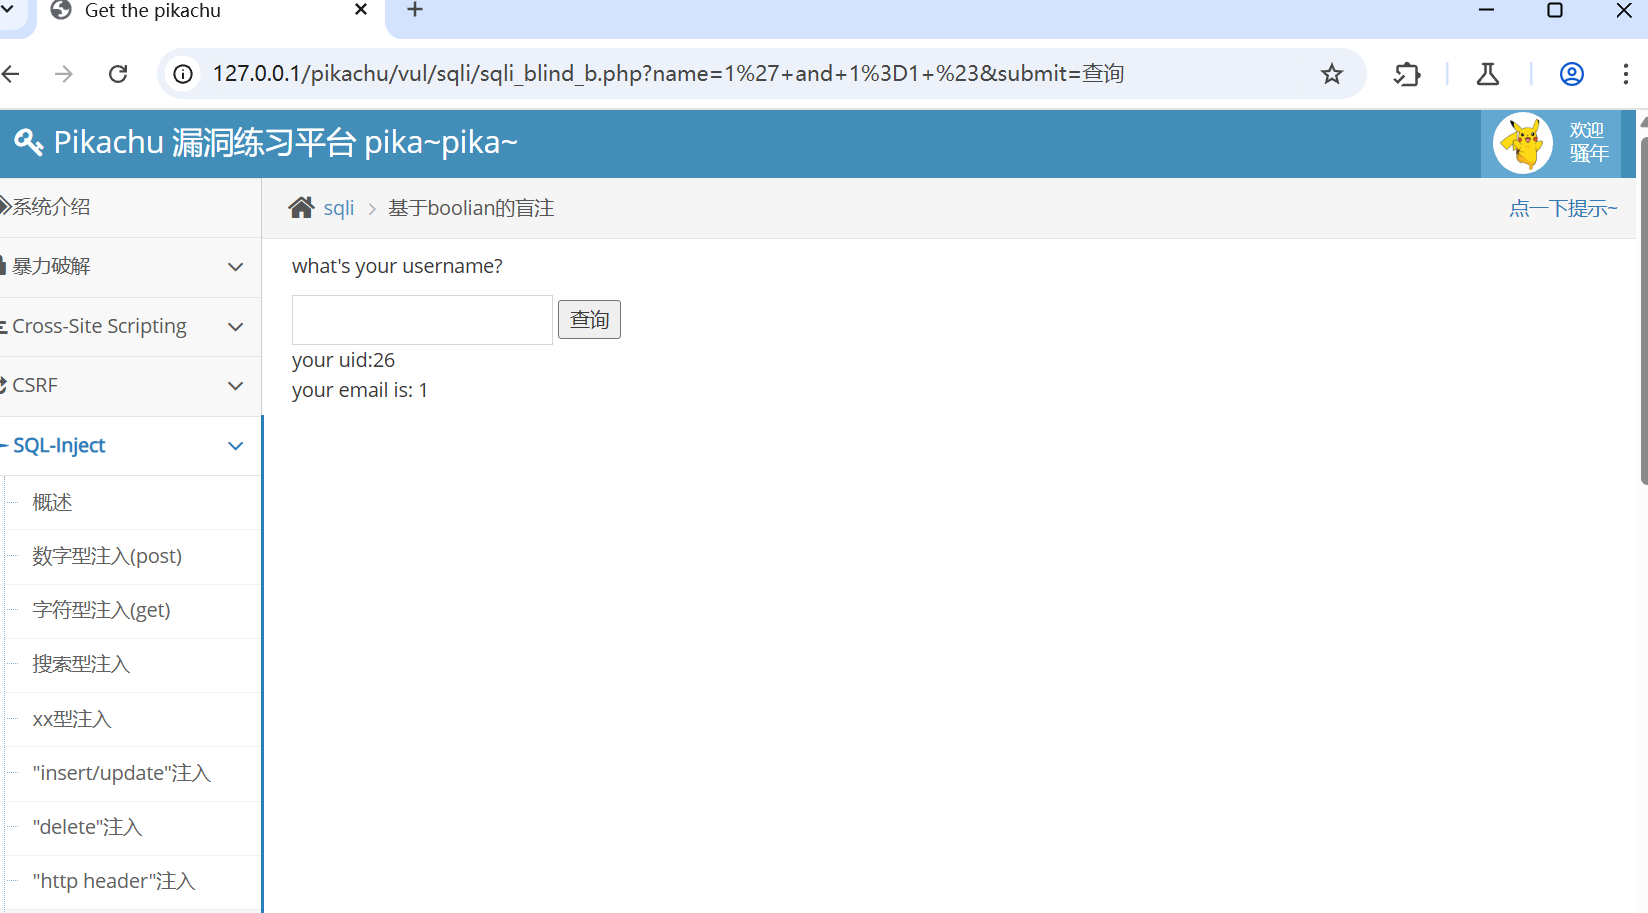 Get the pikachu
127.0.0.1/pikachu/vul/sqli/sqli_blind_b.php?name=1%27+and+1%3D1+%23&submit=查询
Pikachu 漏洞练习平台 pika~pika~
欢迎
骚年
系统介绍
暴力破解
Cross-Site Scripting
CSRF
SQL-Inject
概述
数字型注入(post)
字符型注入(get)
搜索型注入
xx型注入
"insert/update"注入
"delete"注入
"http header"注入
sqli > 基于boolian的盲注
点一下提示~
what's your username?
查询
your uid:26
your email is: 1